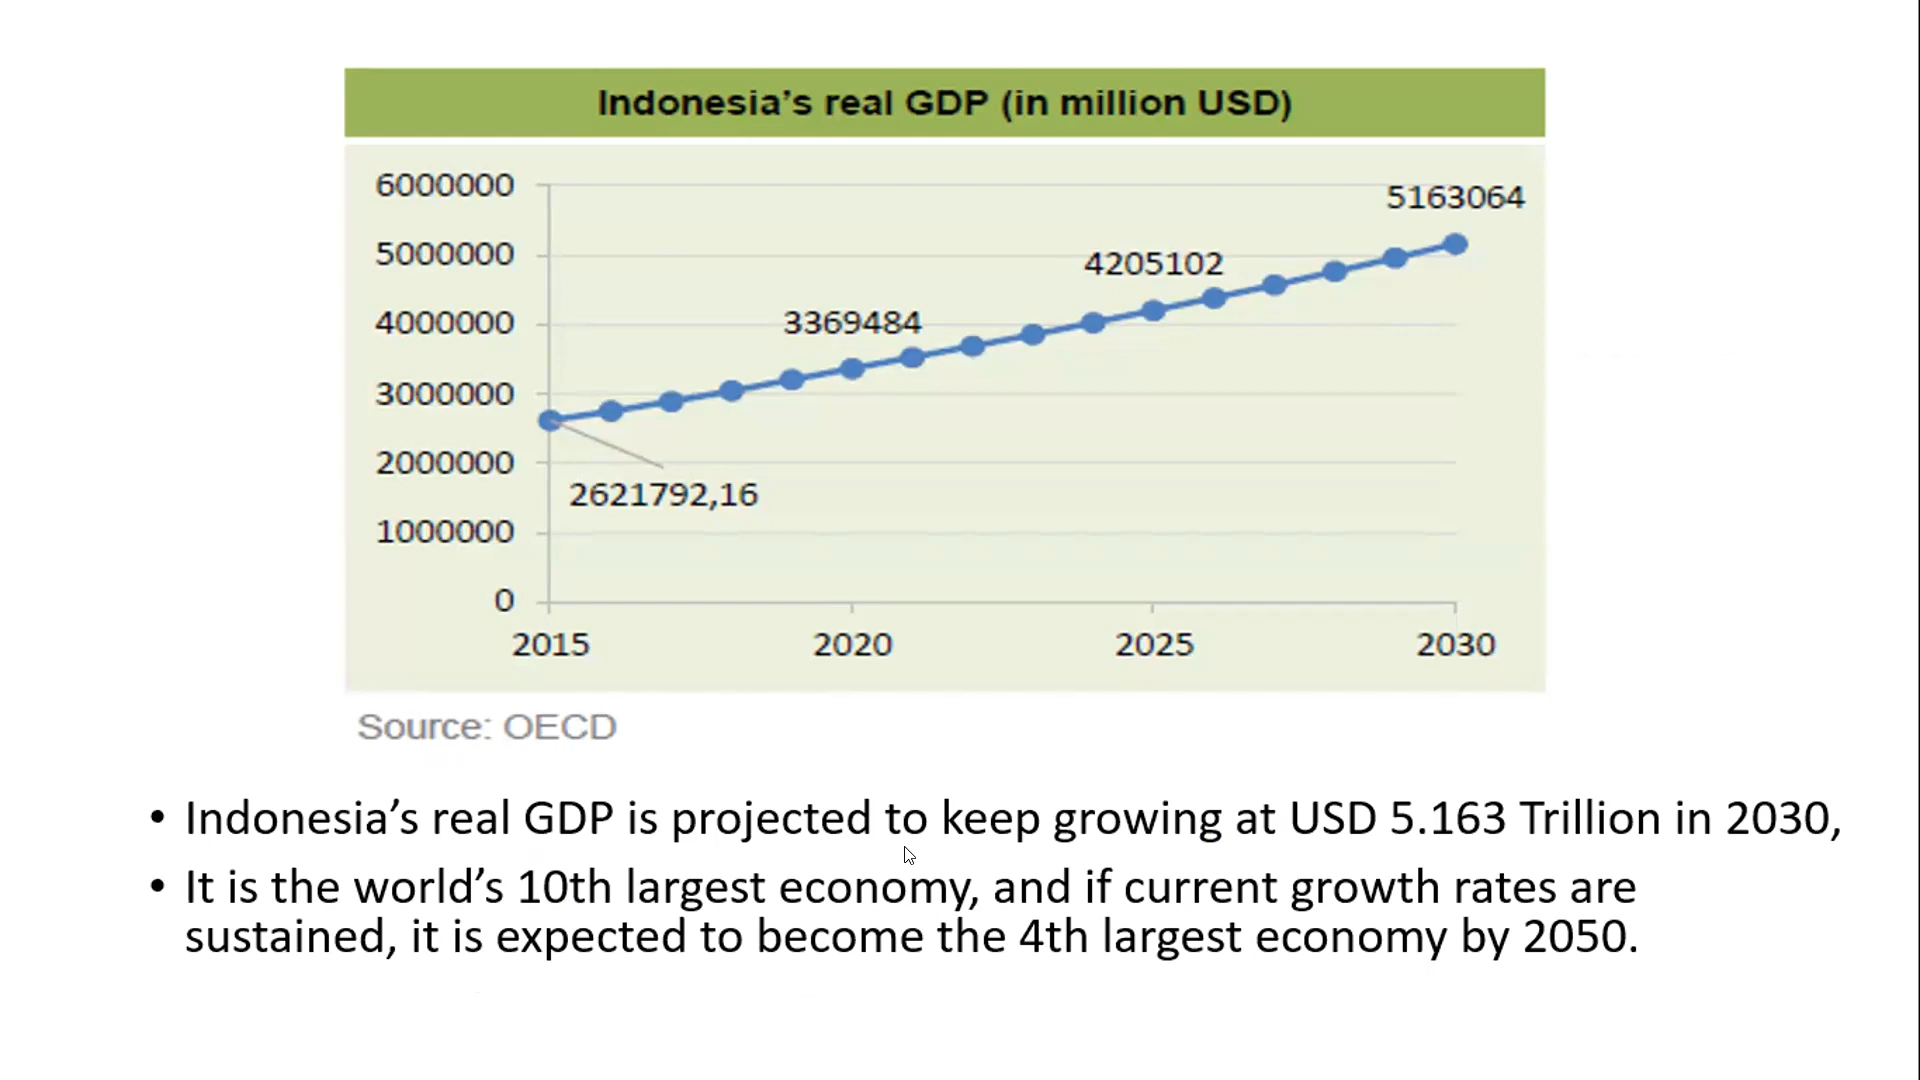 Indonesia’s real GDP (in million USD)
6000000
5163064
5000000
4205102
4000000
3369484
3000000
2000000
2621792,16
1000000
0
2015 2020 2025 2030
Source: OECD
• Indonesia’s real GDP is projected to keep growing at USD 5.163 Trillion in 2030,
• It is the world’s 10th largest economy, and if current growth rates are
sustained, it is expected to become the 4th largest economy by 2050.